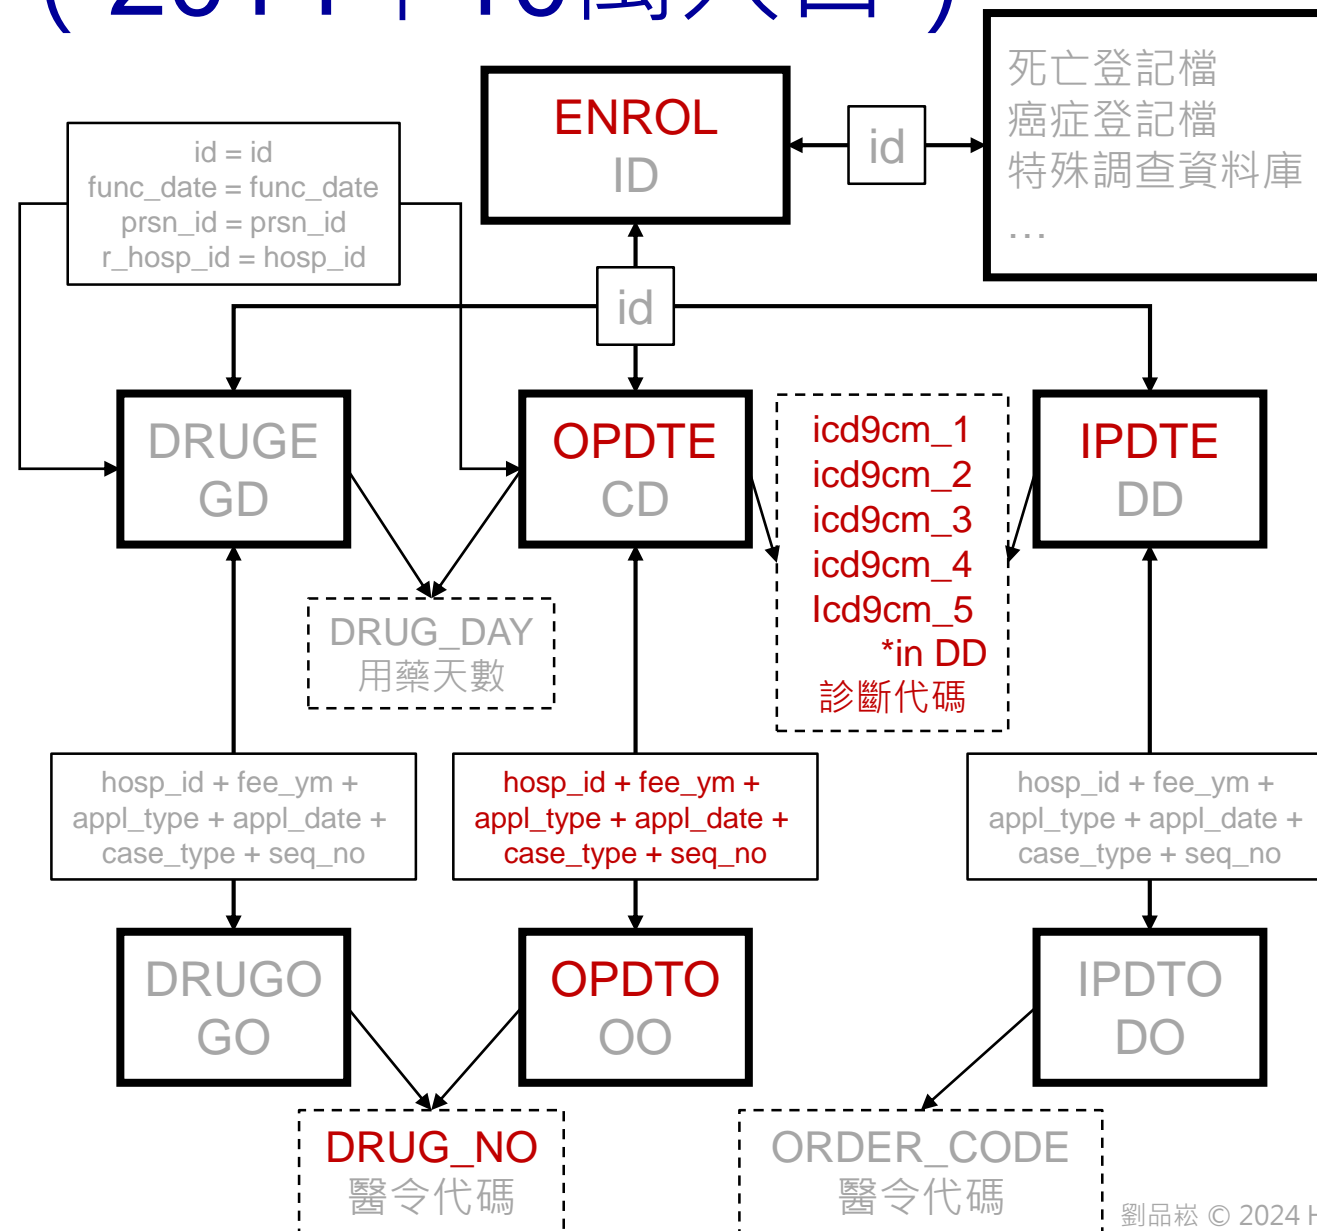 死亡登記檔
癌症登記檔
特殊調查資料庫
…
ENROL
ID
id
id = id
func_date = func_date
prsn_id = prsn_id
r_hosp_id = hosp_id
id
DRUGE
GD
OPDTE
CD
icd9cm_1
icd9cm_2
icd9cm_3
icd9cm_4
Icd9cm_5
*in DD
診斷代碼
IPDTE
DD
DRUG_DAY
用藥天數
hosp_id + fee_ym +
appl_type + appl_date +
case_type + seq_no
hosp_id + fee_ym +
appl_type + appl_date +
case_type + seq_no
hosp_id + fee_ym +
appl_type + appl_date +
case_type + seq_no
DRUGO
GO
OPDTO
OO
IPDTO
DO
DRUG_NO
醫令代碼
ORDER_CODE
醫令代碼
劉品崧 © 2024 H